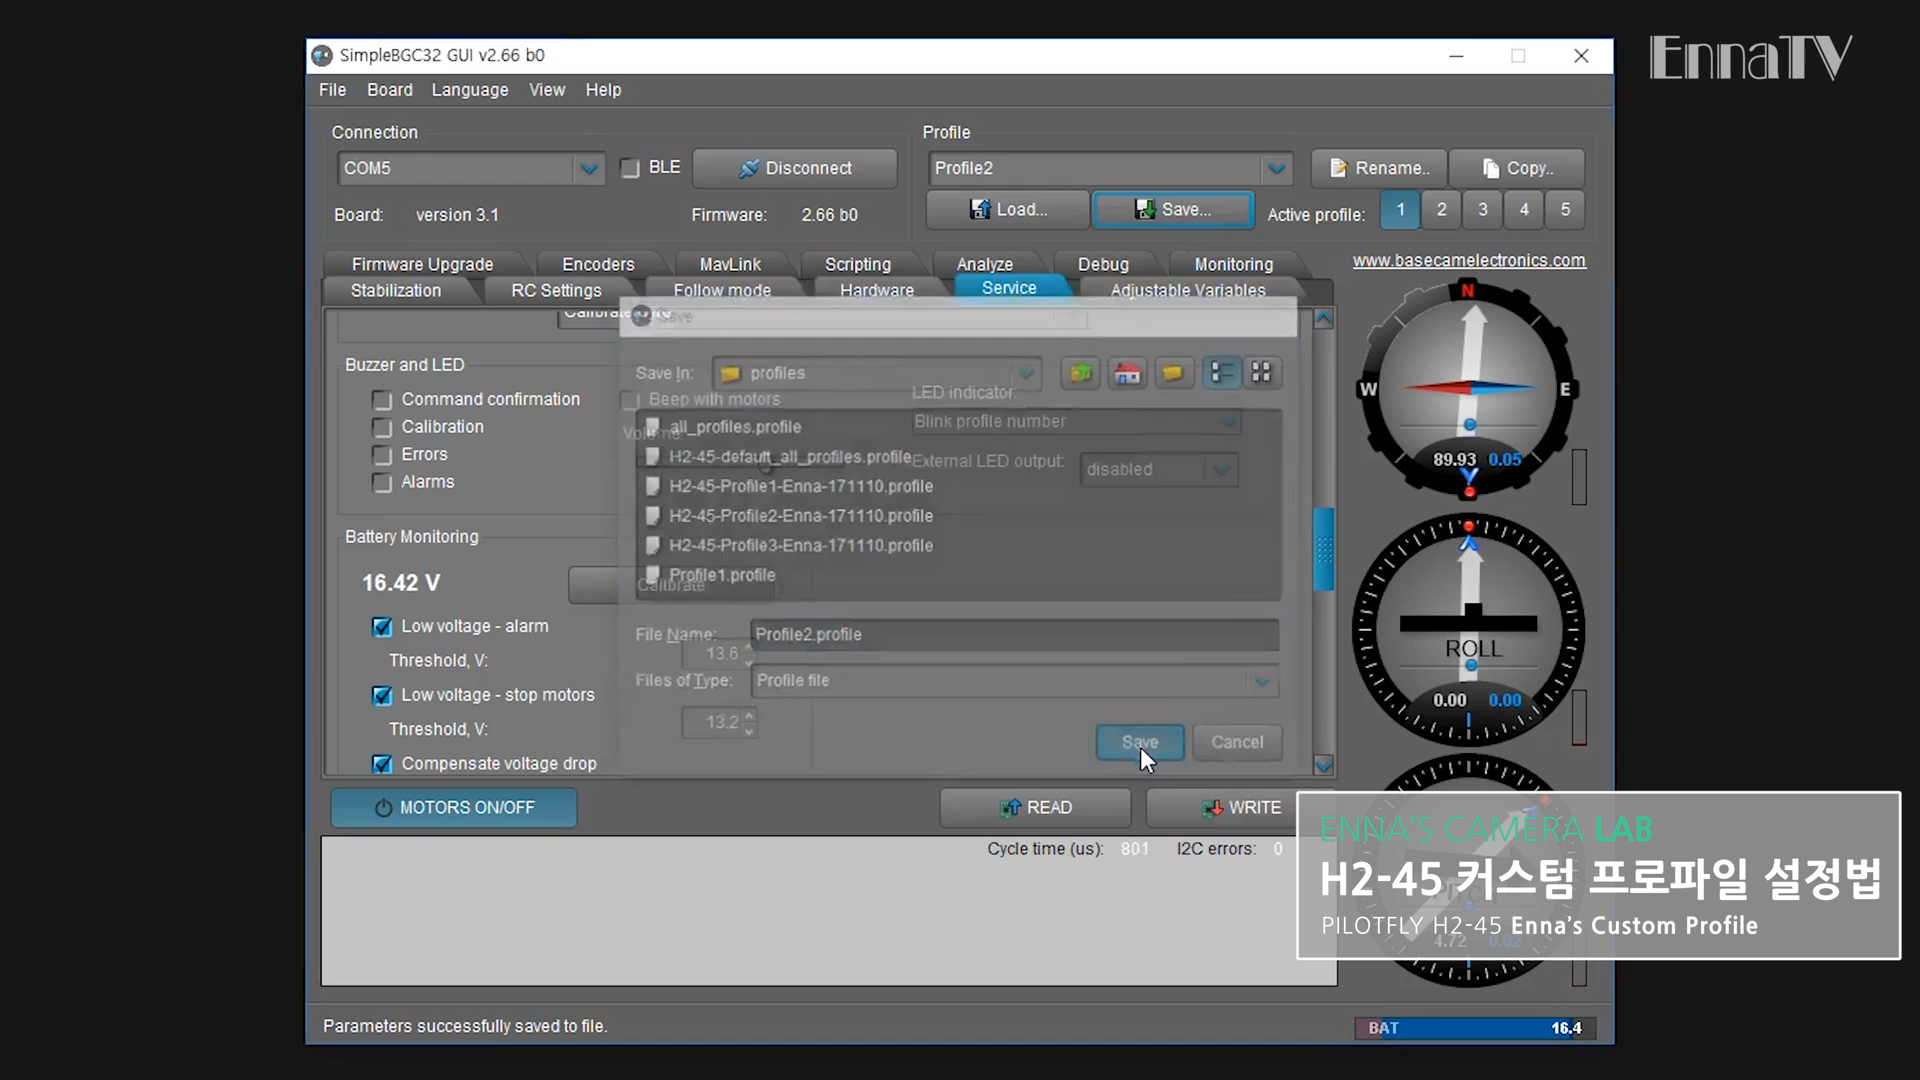 SimpleBGC32 GUI v2.66 b0
EnnaTV
File Board Language View Help
Connection
COM5
BLE
Disconnect
Board: version 3.1
Firmware: 2.66 b0
Profile
Profile2
Rename..
Copy..
Load...
Save...
Active profile: 1 2 3 4 5
Firmware Upgrade Encoders MavLink Scripting Analyze Debug Monitoring
Stabilization RC Settings Follow mode Hardware Service Adjustable Variables
www.basecamelectronics.com
Calibrate Gyro
Save
Buzzer and LED
Command confirmation
Calibration
Errors
Alarms
Beep with motors
Volume:
LED indicator:
Blink profile number
External LED output: disabled
Save In: profiles
all_profiles.profile
H2-45-default_all_profiles.profile
H2-45-Profile1-Enna-171110.profile
H2-45-Profile2-Enna-171110.profile
H2-45-Profile3-Enna-171110.profile
Profile1.profile
File Name: Profile2.profile
Files of Type: Profile file
Save
Cancel
Battery Monitoring
16.42 V
Calibrate
Low voltage - alarm
Threshold, V: 13.6
Low voltage - stop motors
Threshold, V: 13.2
Compensate voltage drop
N
W
E
89.93 0.05
ROLL
0.00 0.00
4.72 0.02
MOTORS ON/OFF
READ
WRITE
Cycle time (us): 801 I2C errors: 0
ENNA'S CAMERA LAB
H2-45 커스텀 프로파일 설정법
PILOTFLY H2-45 Enna's Custom Profile
Parameters successfully saved to file.
BAT 16.4